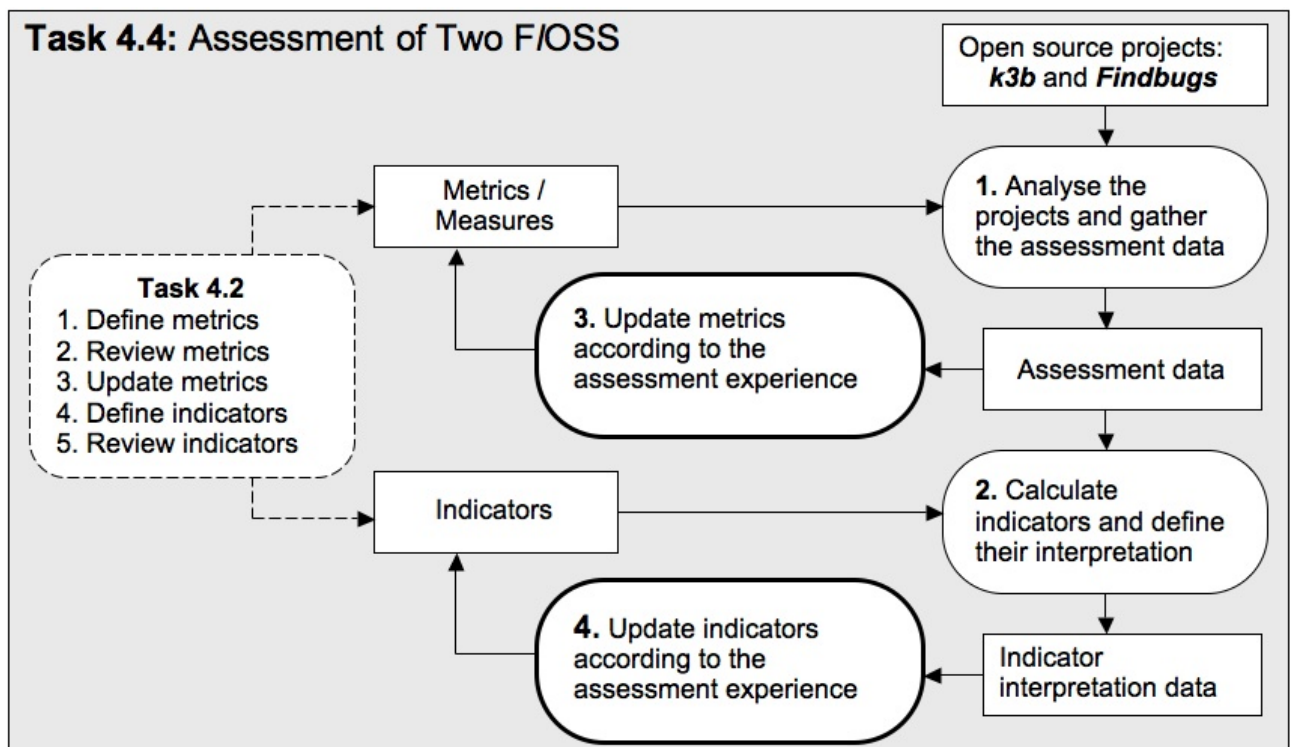 Task 4.4: Assessment of Two F/OSS
Open source projects:
k3b and Findbugs
Metrics /
Measures
1. Analyse the
projects and gather
the assessment data
Task 4.2
1. Define metrics
2. Review metrics
3. Update metrics
4. Define indicators
5. Review indicators
3. Update metrics
according to the
assessment experience
Assessment data
Indicators
2. Calculate
indicators and define
their interpretation
4. Update indicators
according to the
assessment experience
Indicator
interpretation data